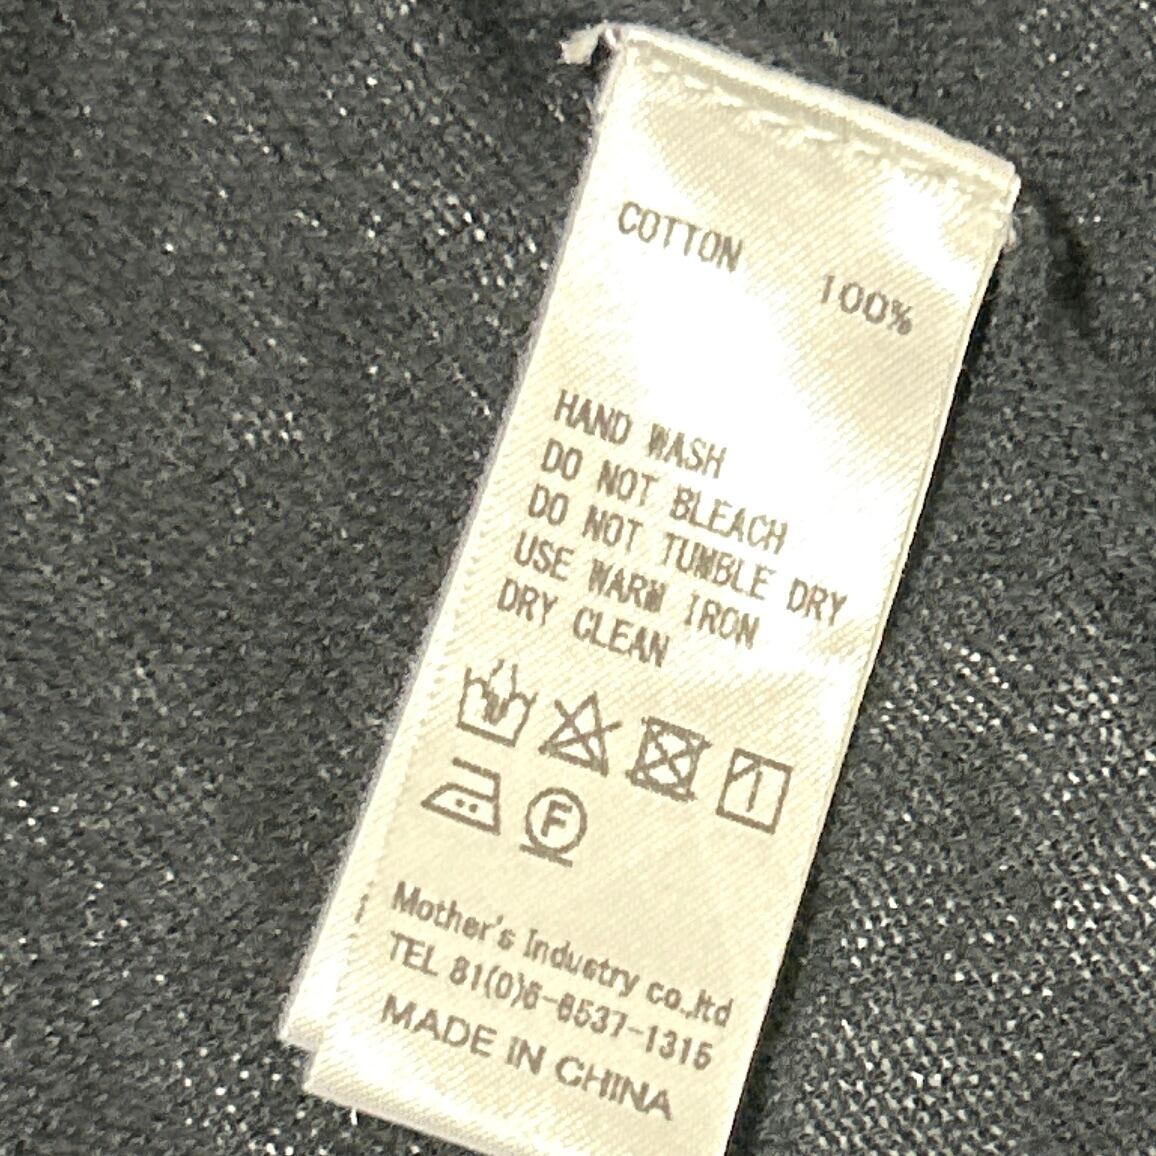 COTTON 100%
HAND WASH
DO NOT BLEACH
DO NOT TUMBLE DRY
USE WARM IRON
DRY CLEAN
F
Mother's Industry co.,ltd
TEL 81(0)6-6537-1315
MADE IN CHINA